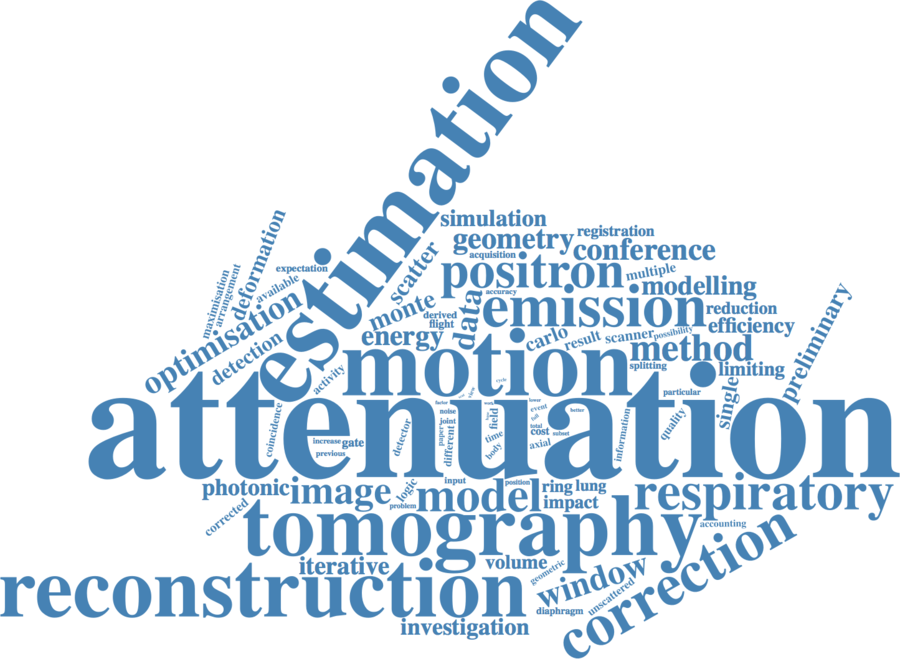 estimation
simulation
registration
geometry
conference
acquisition
deformation
scatter
positron
multiple
expectation
maximisation
arrangement
available
modelling
accuracy
data
emission
reduction
monte
derived
flight
efficiency
optimisation
energy
carlo
result
scanner
possibility
preliminary
detection
motion
method
splitting
limiting
activity
cycle
single
particular
attenuation
view
factor
work
lower
noise
event
better
coincidence
joint
field
full
information
quality
detector
paper
different
total
cost
subset
time
increase
gate
axial
previous
body
photonic
image
logic
input
model
position
ring
lung
respiratory
problem
impact
corrected
tomography
accounting
correction
iterative
volume
geometric
window
reconstruction
unscattered
diaphragm
investigation